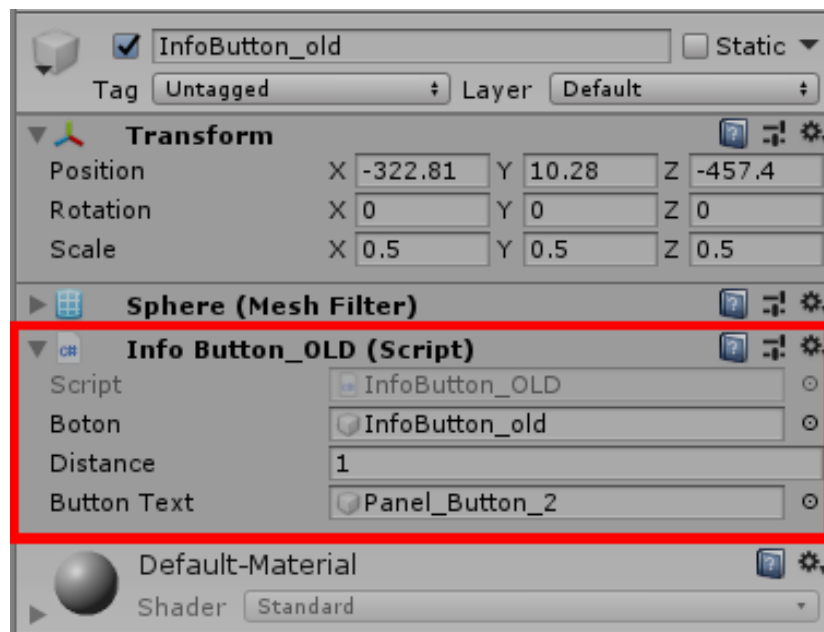 InfoButton_old Static
Tag Untagged Layer Default
Transform
Position X -322.81 Y 10.28 Z -457.4
Rotation X 0 Y 0 Z 0
Scale X 0.5 Y 0.5 Z 0.5
Sphere (Mesh Filter)
c# Info Button_OLD (Script)
Script InfoButton_OLD
Boton InfoButton_old
Distance 1
Button Text Panel_Button_2
Default-Material
Shader Standard